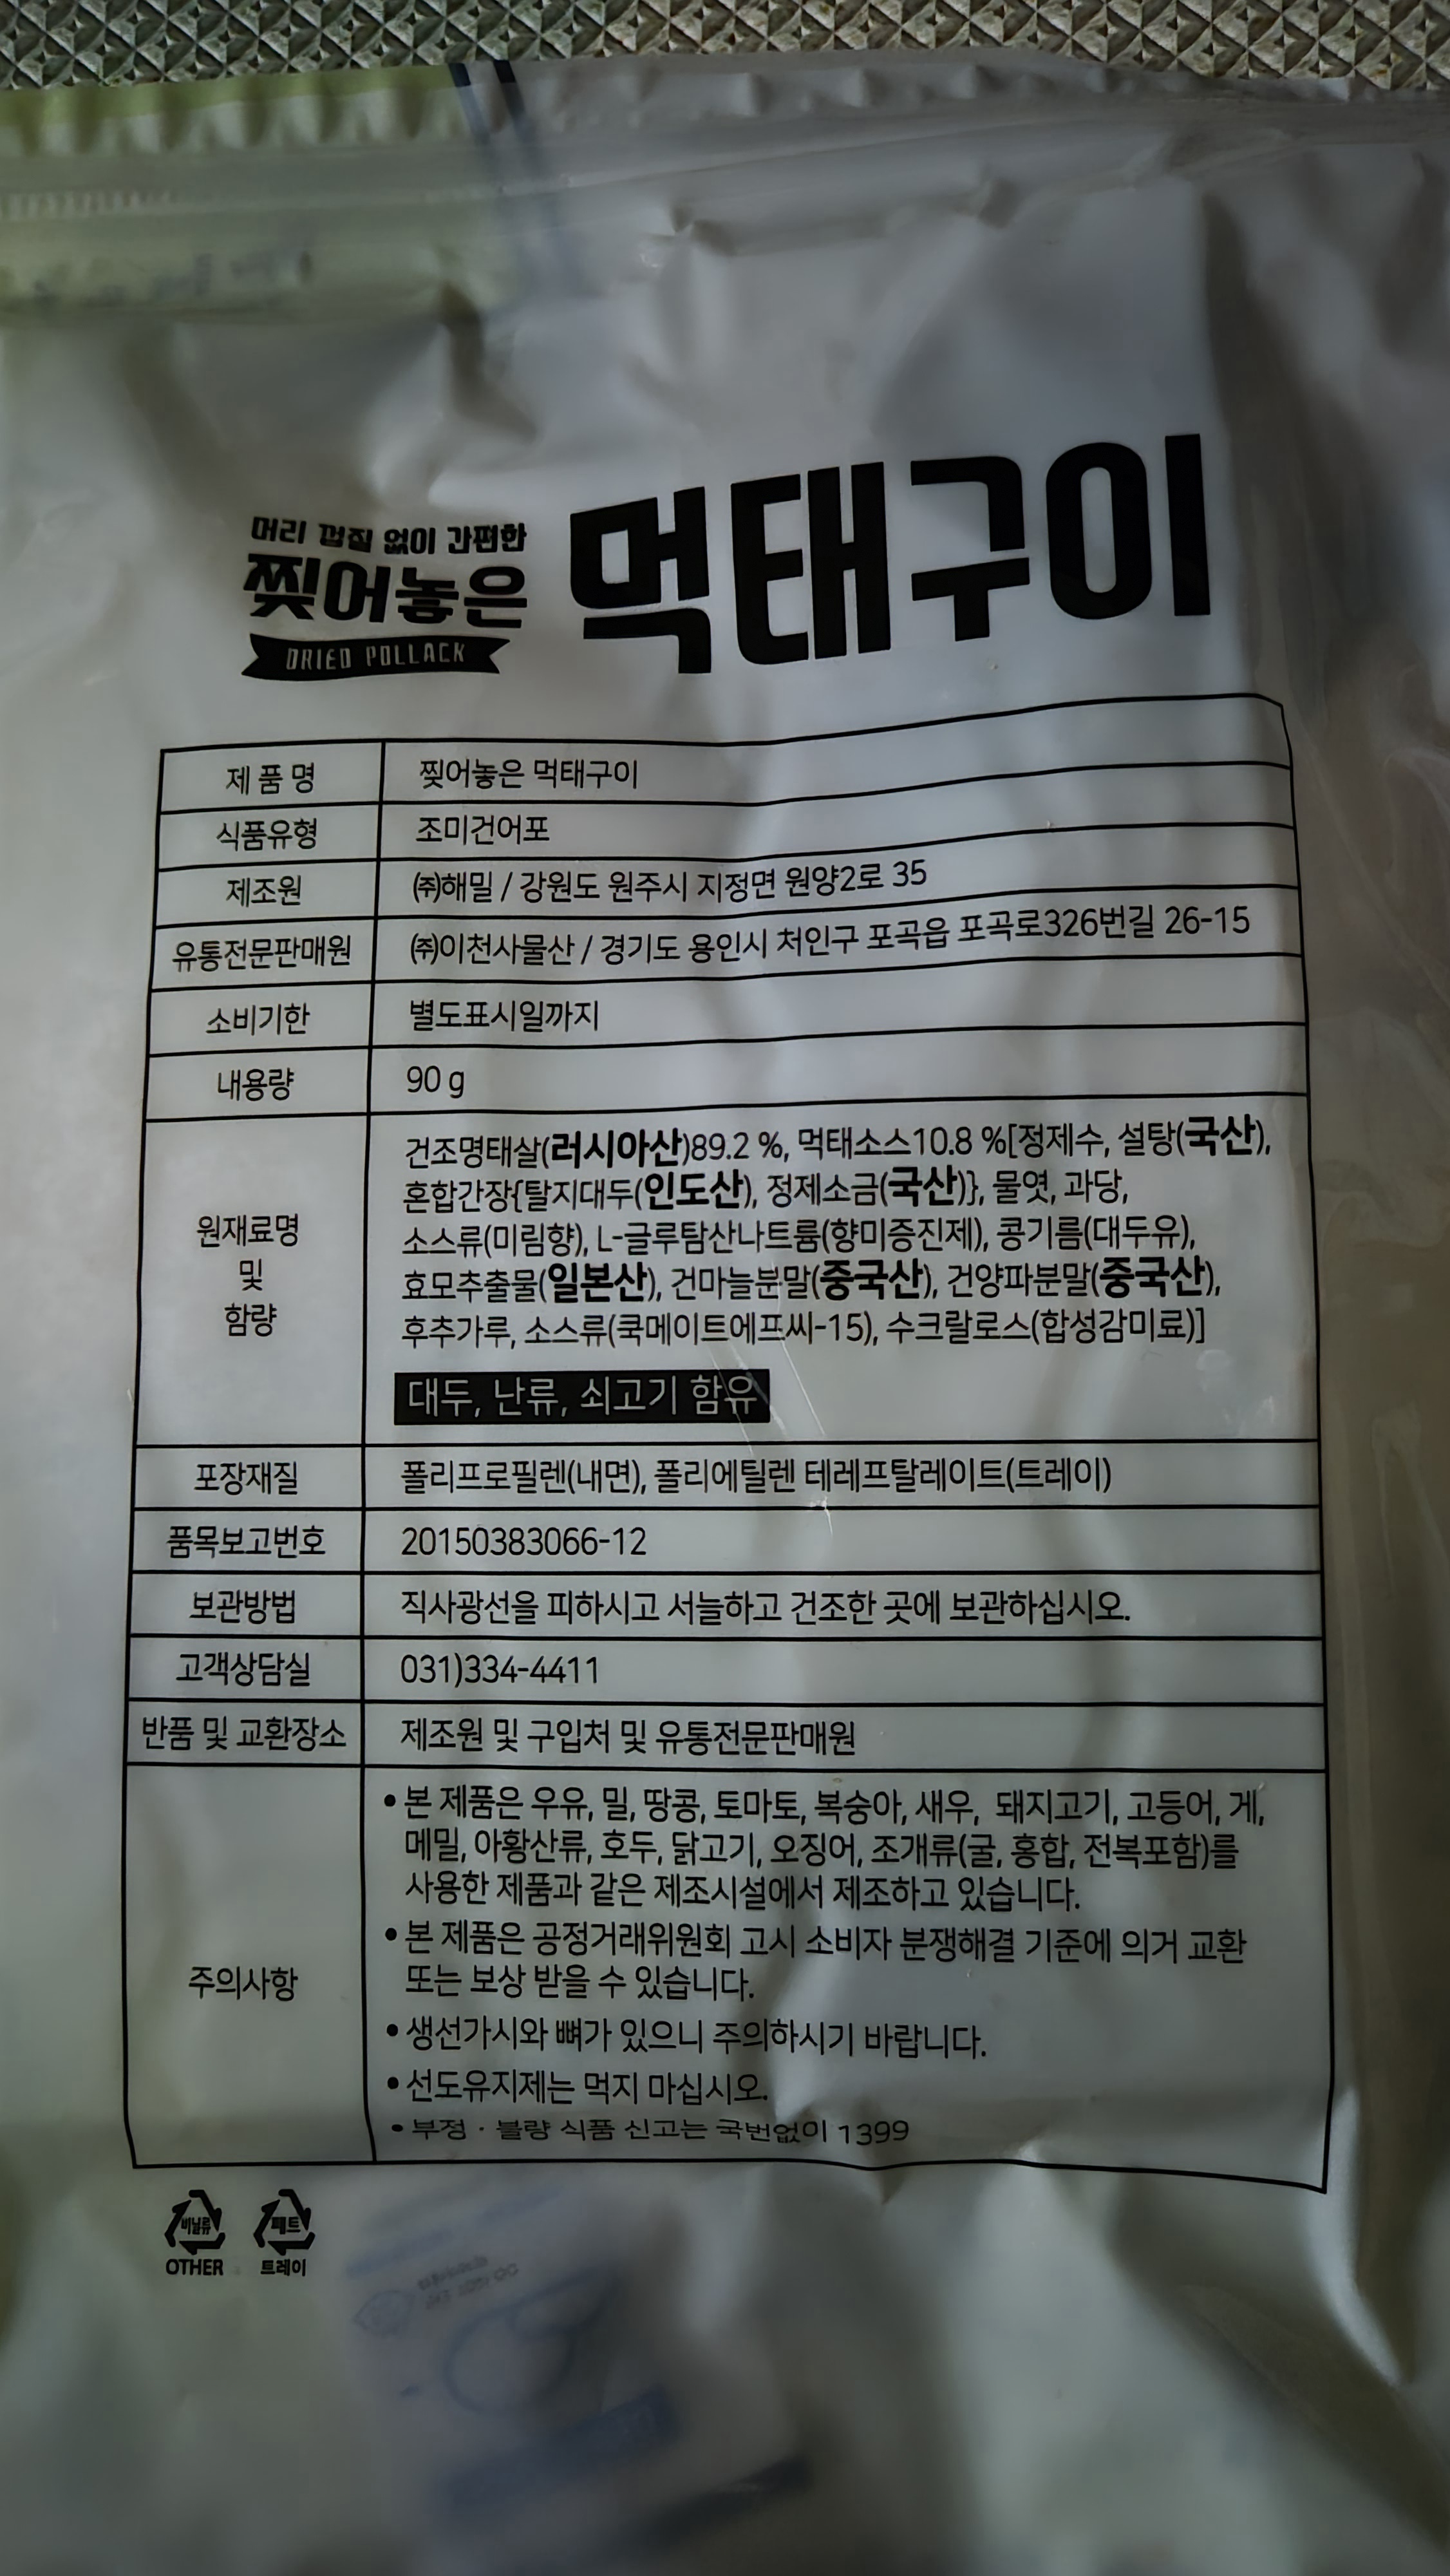 머리 껍질 없이 간편한
찢어놓은
DRIED POLLACK
먹태구이
제 품 명 찢어놓은 먹태구이
식품유형 조미건어포
제조원 ㈜해밀 / 강원도 원주시 지정면 원양2로 35
유통전문판매원 ㈜이천사물산 / 경기도 용인시 처인구 포곡읍 포곡로326번길 26-15
소비기한 별도표시일까지
내용량 90 g
원재료명
및
함량
건조명태살(러시아산)89.2 %, 먹태소스10.8 %[정제수, 설탕(국산),
혼합간장{탈지대두(인도산), 정제소금(국산)}, 물엿, 과당,
소스류(미림향), L-글루탐산나트륨(향미증진제), 콩기름(대두유),
효모추출물(일본산), 건마늘분말(중국산), 건양파분말(중국산),
후추가루, 소스류(쿡메이트에프씨-15), 수크랄로스(합성감미료)]
대두, 난류, 쇠고기 함유
포장재질 폴리프로필렌(내면), 폴리에틸렌 테레프탈레이트(트레이)
품목보고번호 20150383066-12
보관방법 직사광선을 피하시고 서늘하고 건조한 곳에 보관하십시오.
고객상담실 031)334-4411
반품 및 교환장소 제조원 및 구입처 및 유통전문판매원
주의사항
• 본 제품은 우유, 밀, 땅콩, 토마토, 복숭아, 새우, 돼지고기, 고등어, 게,
메밀, 아황산류, 호두, 닭고기, 오징어, 조개류(굴, 홍합, 전복포함)를
사용한 제품과 같은 제조시설에서 제조하고 있습니다.
• 본 제품은 공정거래위원회 고시 소비자 분쟁해결 기준에 의거 교환
또는 보상 받을 수 있습니다.
• 생선가시와 뼈가 있으니 주의하시기 바랍니다.
• 선도유지제는 먹지 마십시오.
• 부정 · 불량 식품 신고는 국번없이 1399
비닐류
OTHER
페트
트레이